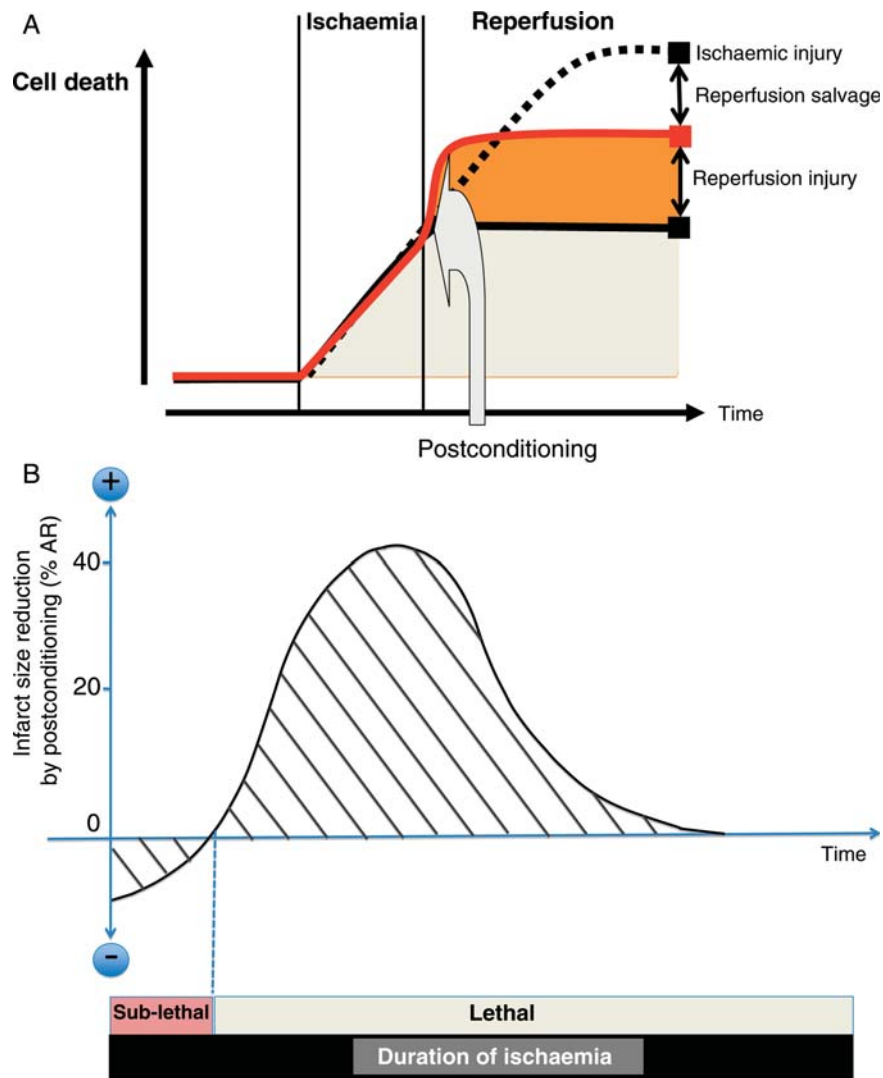 A
Ischaemia
Reperfusion
Cell death
Ischaemic injury
Reperfusion salvage
Reperfusion injury
Time
Postconditioning
B
+
Infarct size reduction
by postconditioning (% AR)
40
20
0
Time
-
Sub-lethal
Lethal
Duration of ischaemia